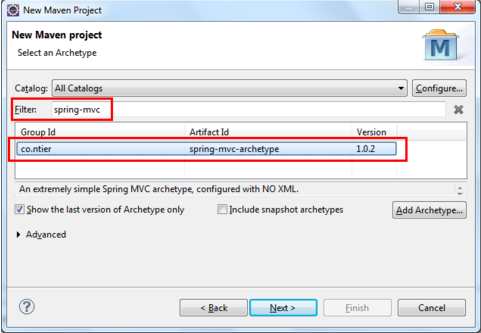 New Maven Project
New Maven project
Select an Archetype
M
Catalog: All Catalogs Configure...
Filter: spring-mvc
Group Id Artifact Id Version
co.ntier spring-mvc-archetype 1.0.2
An extremely simple Spring MVC archetype, configured with NO XML.
Show the last version of Archetype only Include snapshot archetypes Add Archetype...
Advanced
? < Back Next > Finish Cancel